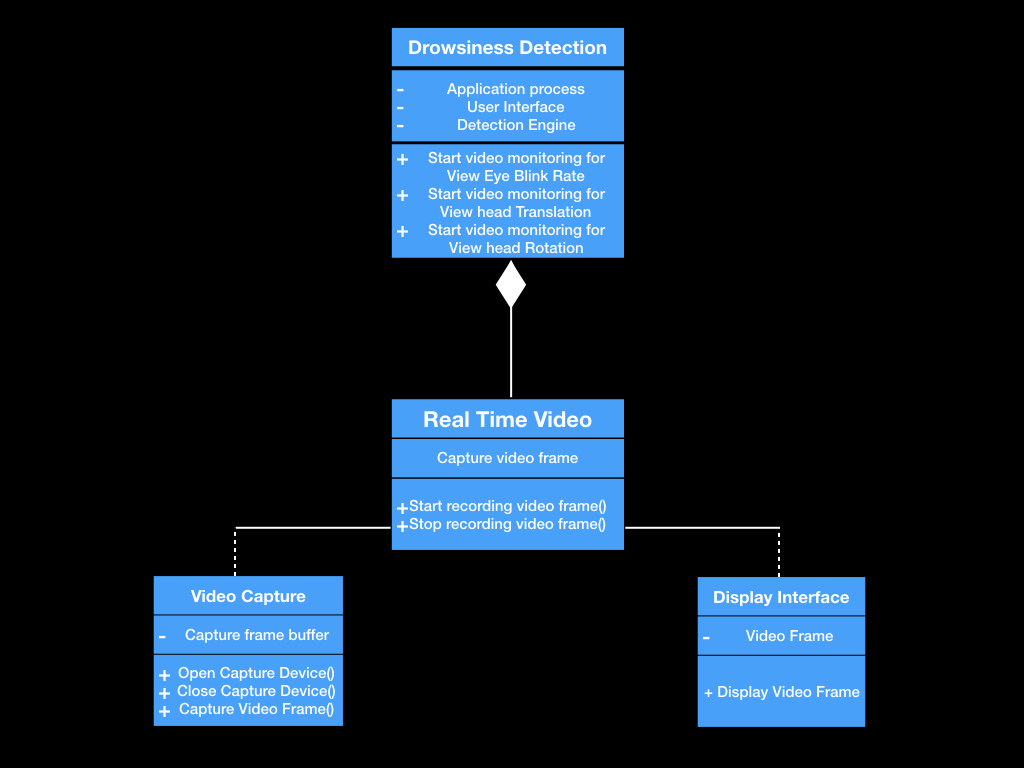 Drowsiness Detection
- Application process
- User Interface
- Detection Engine
+ Start video monitoring for
View Eye Blink Rate
+ Start video monitoring for
View head Translation
+ Start video monitoring for
View head Rotation
Real Time Video
Capture video frame
+Start recording video frame()
+Stop recording video frame()
Video Capture
- Capture frame buffer
+ Open Capture Device()
+ Close Capture Device()
+ Capture Video Frame()
Display Interface
- Video Frame
+ Display Video Frame